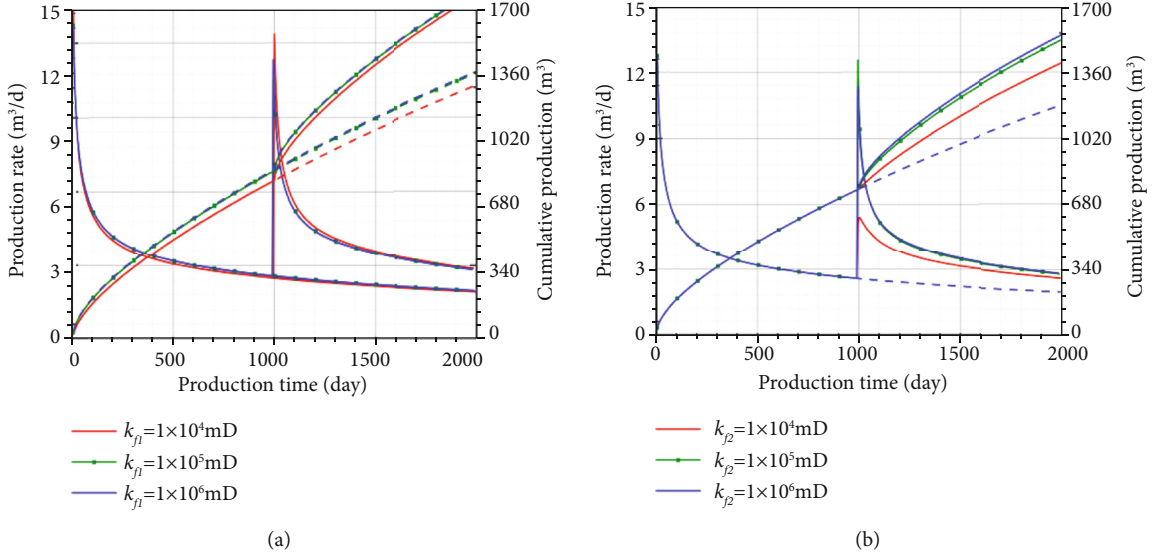 15
12
9
6
3
0
Production rate (m³/d)
1700
1360
1020
680
340
0
Cumulative production (m³)
0 500 1000 1500 2000
Production time (day)
k_f1=1×10⁴mD
k_f1=1×10⁵mD
k_f1=1×10⁶mD
(a)
15
12
9
6
3
0
Production rate (m³/d)
1700
1360
1020
680
340
0
Cumulative production (m³)
0 500 1000 1500 2000
Production time (day)
k_f2=1×10⁴mD
k_f2=1×10⁵mD
k_f2=1×10⁶mD
(b)